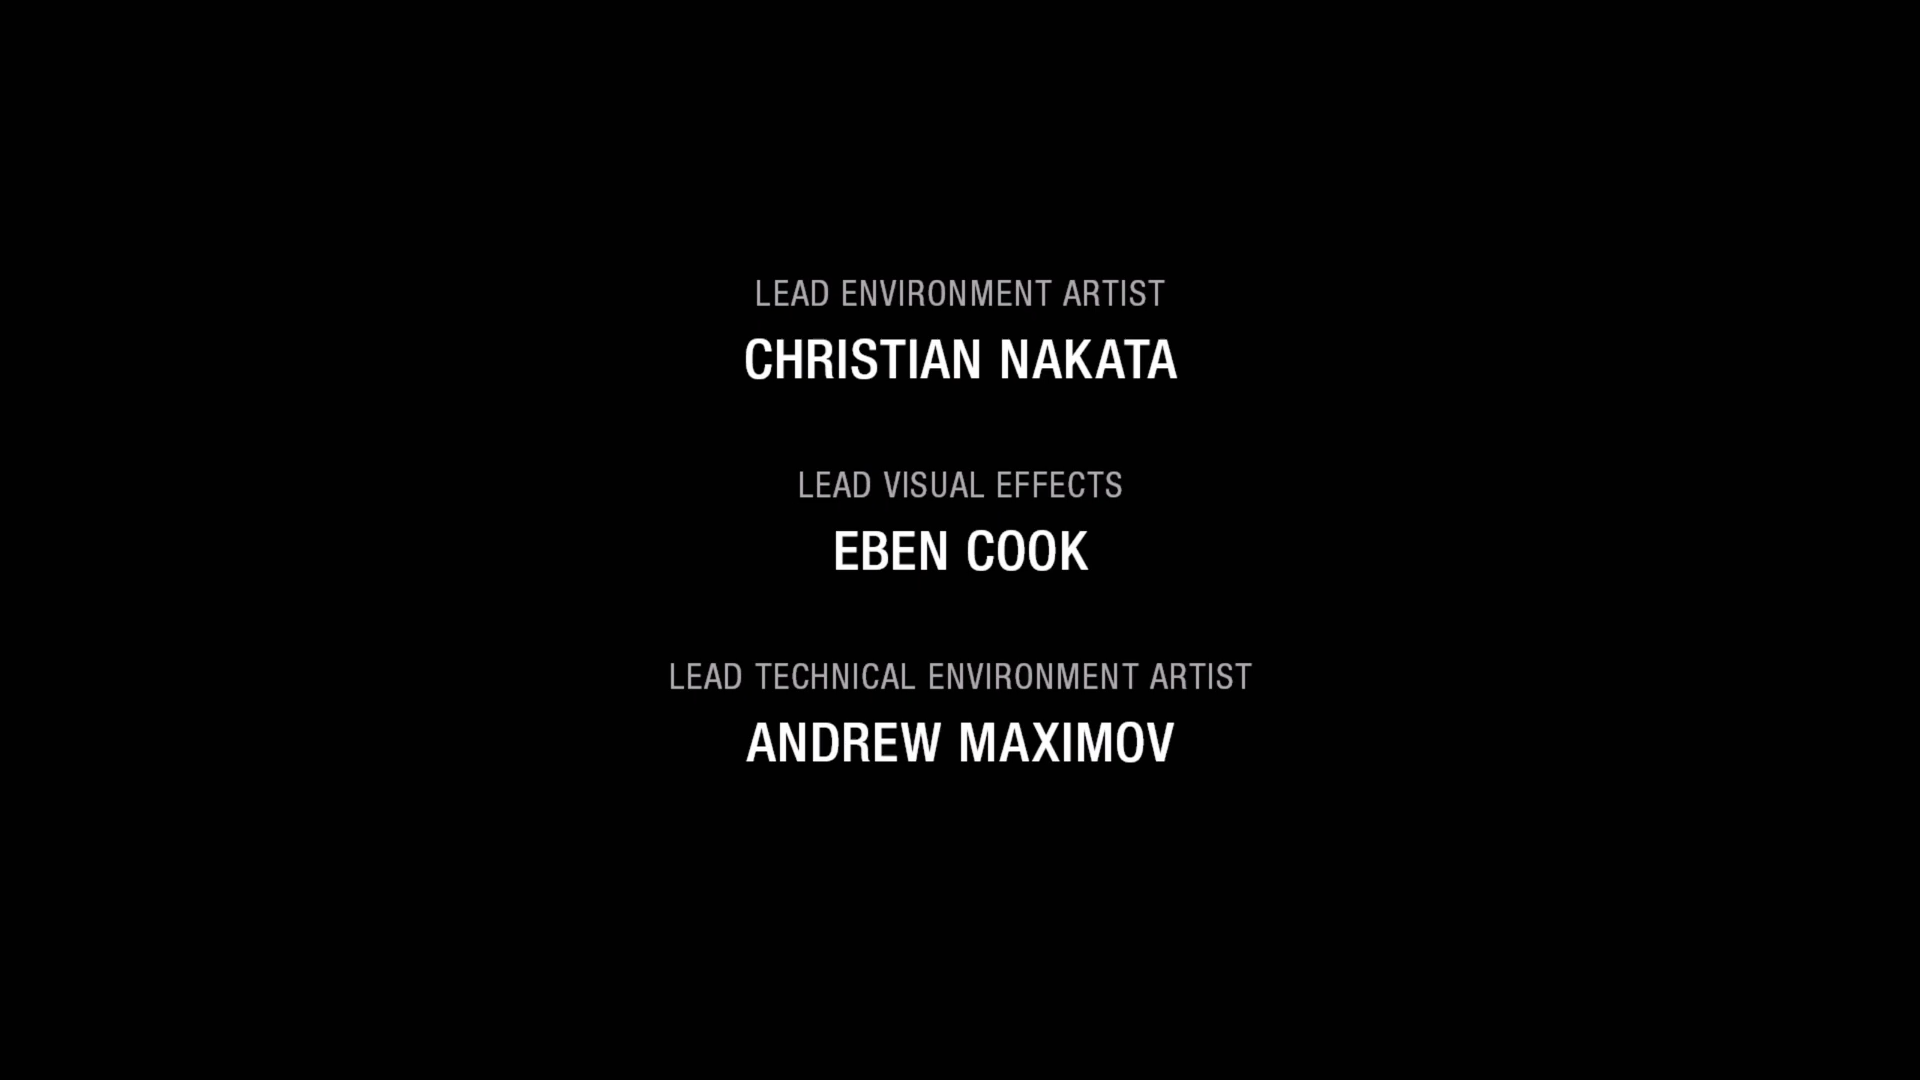 LEAD ENVIRONMENT ARTIST
CHRISTIAN NAKATA
LEAD VISUAL EFFECTS
EBEN COOK
LEAD TECHNICAL ENVIRONMENT ARTIST
ANDREW MAXIMOV